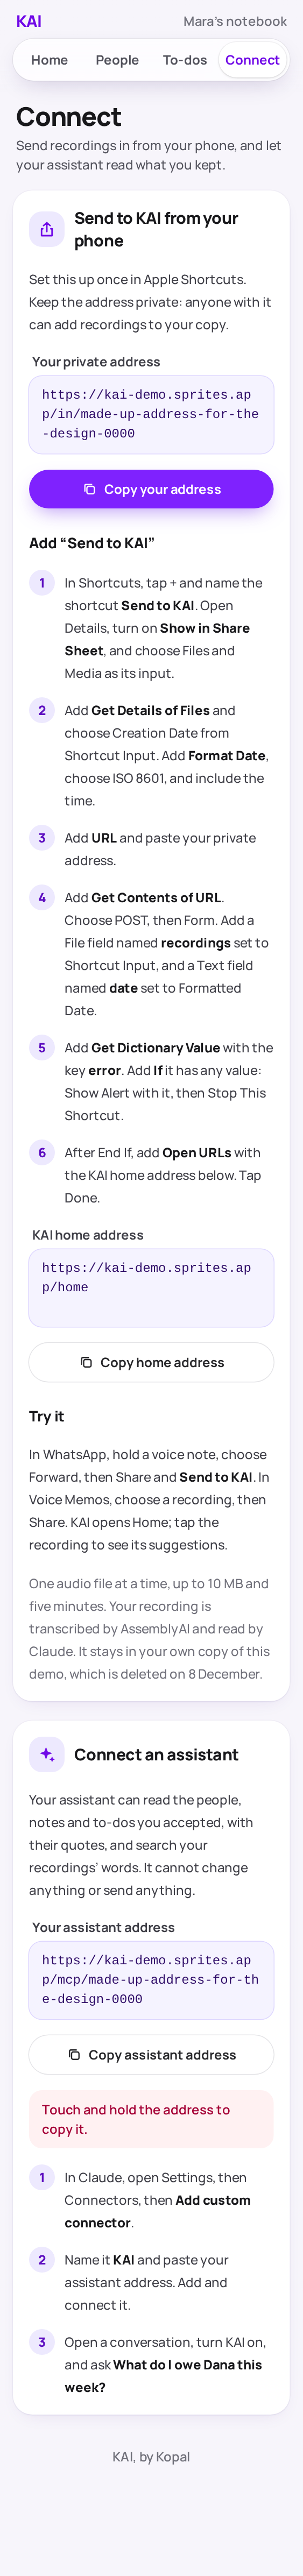 KAI
Mara's notebook
Home
People
To-dos
Connect
Connect
Send recordings in from your phone, and let
your assistant read what you kept.
Send to KAI from your
phone
Set this up once in Apple Shortcuts.
Keep the address private: anyone with it
can add recordings to your copy.
Your private address
https://kai-demo.sprites.ap
p/in/made-up-address-for-the
-design-0000
Copy your address
Add “Send to KAI”
1
In Shortcuts, tap + and name the
shortcut Send to KAI. Open
Details, turn on Show in Share
Sheet, and choose Files and
Media as its input.
2
Add Get Details of Files and
choose Creation Date from
Shortcut Input. Add Format Date,
choose ISO 8601, and include the
time.
3
Add URL and paste your private
address.
4
Add Get Contents of URL.
Choose POST, then Form. Add a
File field named recordings set to
Shortcut Input, and a Text field
named date set to Formatted
Date.
5
Add Get Dictionary Value with the
key error. Add If it has any value:
Show Alert with it, then Stop This
Shortcut.
6
After End If, add Open URLs with
the KAI home address below. Tap
Done.
KAI home address
https://kai-demo.sprites.ap
p/home
Copy home address
Try it
In WhatsApp, hold a voice note, choose
Forward, then Share and Send to KAI. In
Voice Memos, choose a recording, then
Share. KAI opens Home; tap the
recording to see its suggestions.
One audio file at a time, up to 10 MB and
five minutes. Your recording is
transcribed by AssemblyAI and read by
Claude. It stays in your own copy of this
demo, which is deleted on 8 December.
Connect an assistant
Your assistant can read the people,
notes and to-dos you accepted, with
their quotes, and search your
recordings' words. It cannot change
anything or send anything.
Your assistant address
https://kai-demo.sprites.ap
p/mcp/made-up-address-for-th
e-design-0000
Copy assistant address
Touch and hold the address to
copy it.
1
In Claude, open Settings, then
Connectors, then Add custom
connector.
2
Name it KAI and paste your
assistant address. Add and
connect it.
3
Open a conversation, turn KAI on,
and ask What do I owe Dana this
week?
KAI, by Kopal